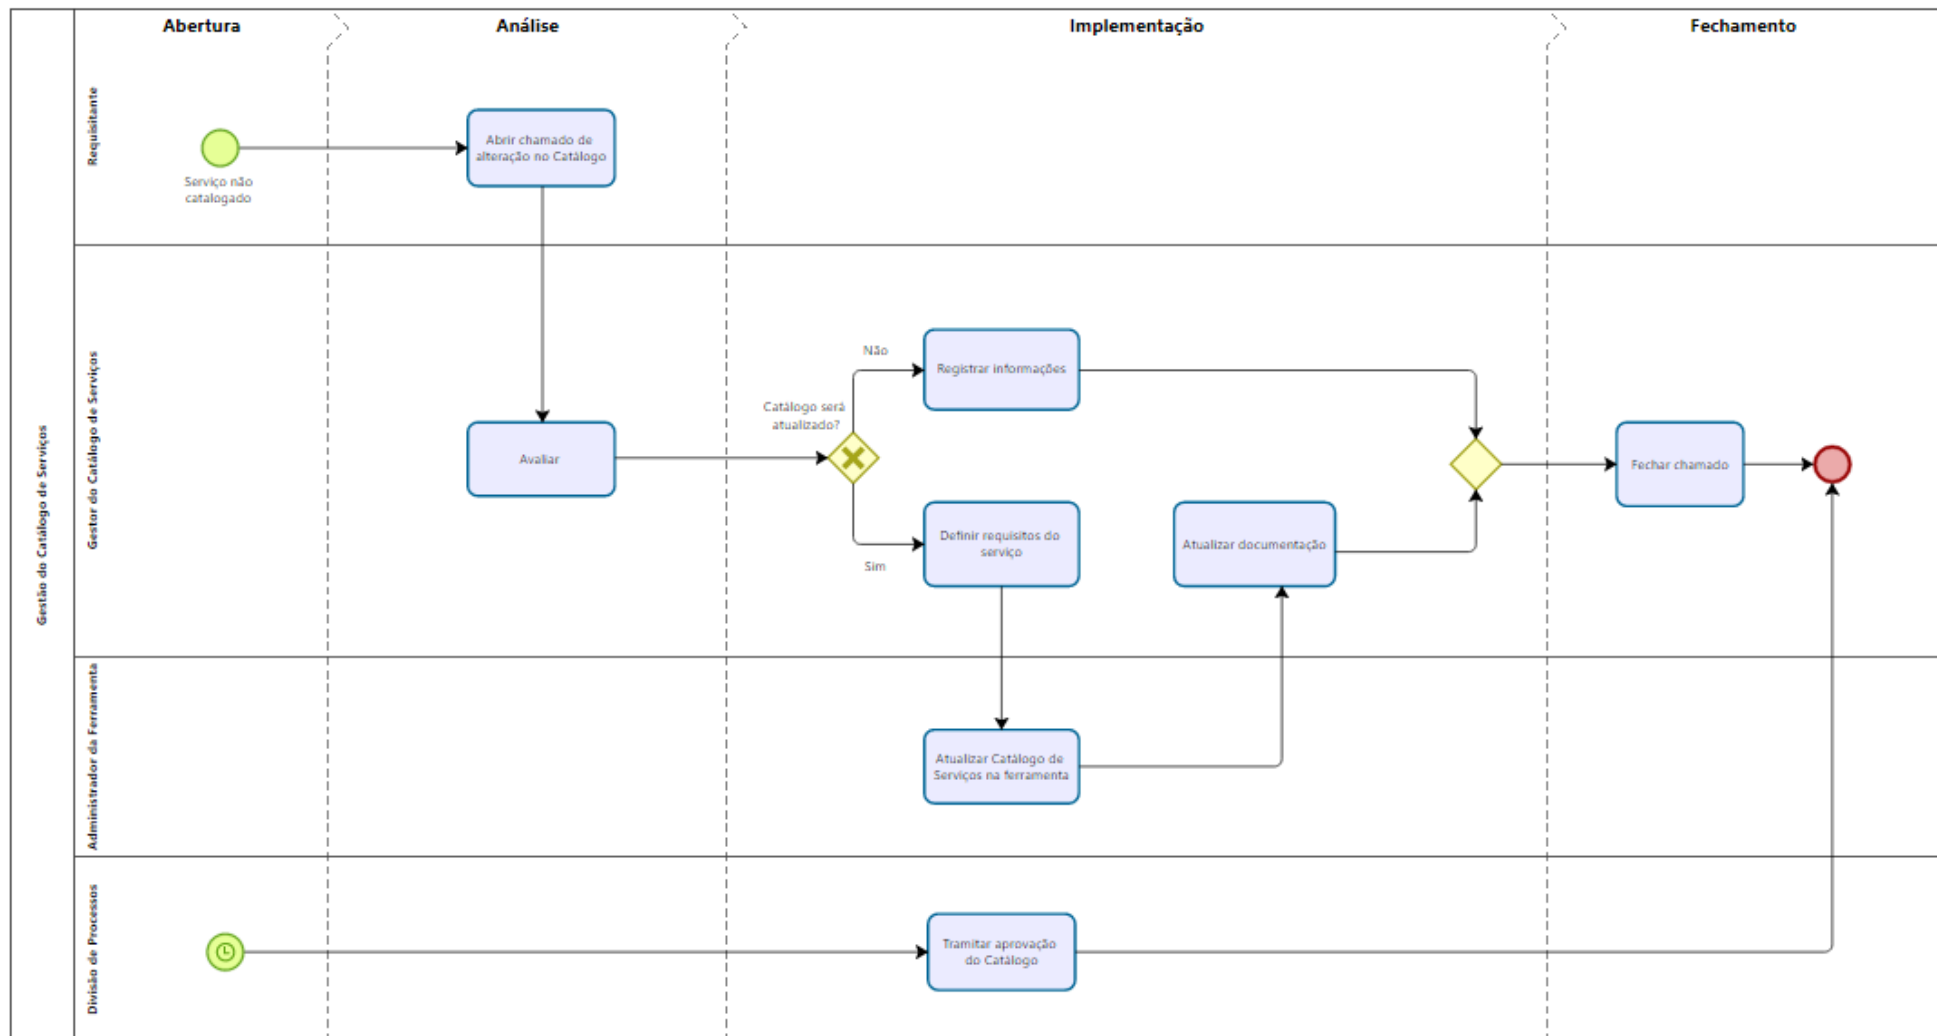 Abertura
Análise
Implementação
Fechamento
Gestão do Catálogo de Serviços
Requisitante
Serviço não
catalogado
Abrir chamado de
alteração no Catálogo
Gestor do Catálogo de Serviços
Avaliar
Catálogo será
atualizado?
Não
Registrar informações
Sim
Definir requisitos do
serviço
Atualizar documentação
Fechar chamado
Administrador da Ferramenta
Atualizar Catálogo de
Serviços na ferramenta
Divisão de Processos
Tramitar aprovação
do Catálogo